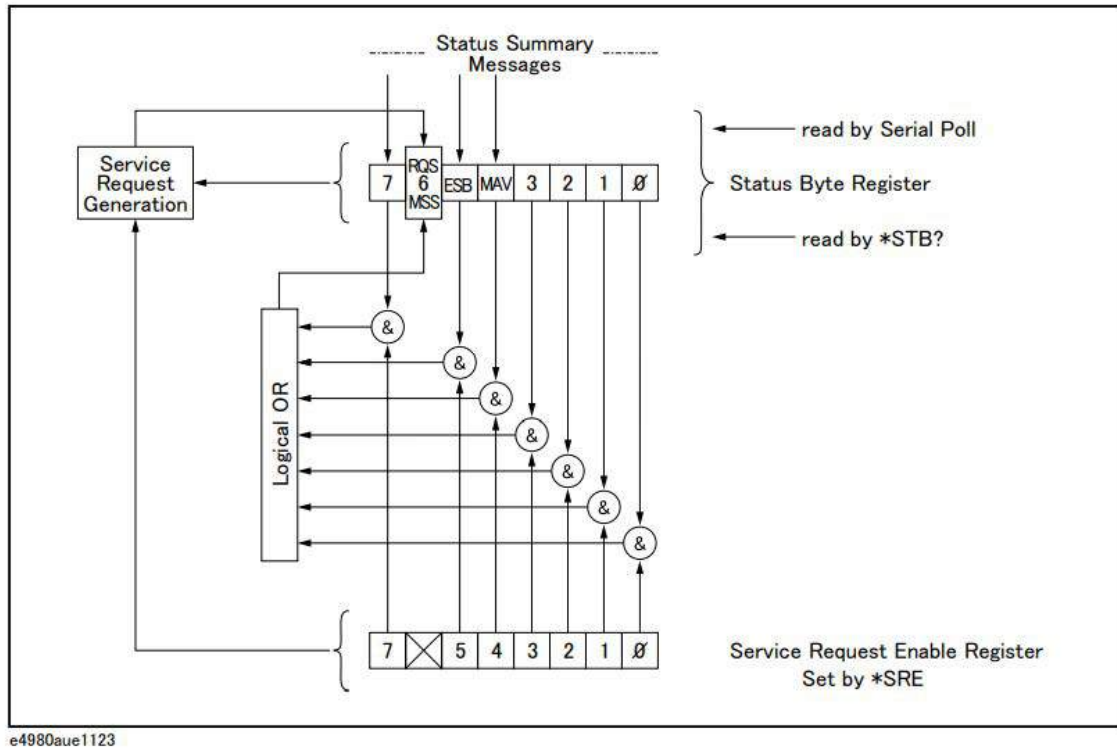 Status Summary
Messages
read by Serial Poll
Service
Request
Generation
7
RQS
6
MSS
ESB
MAV
3
2
1
Ø
Status Byte Register
read by *STB?
&
&
&
&
&
&
&
Logical OR
7
5
4
3
2
1
Ø
Service Request Enable Register
Set by *SRE
e4980aue1123